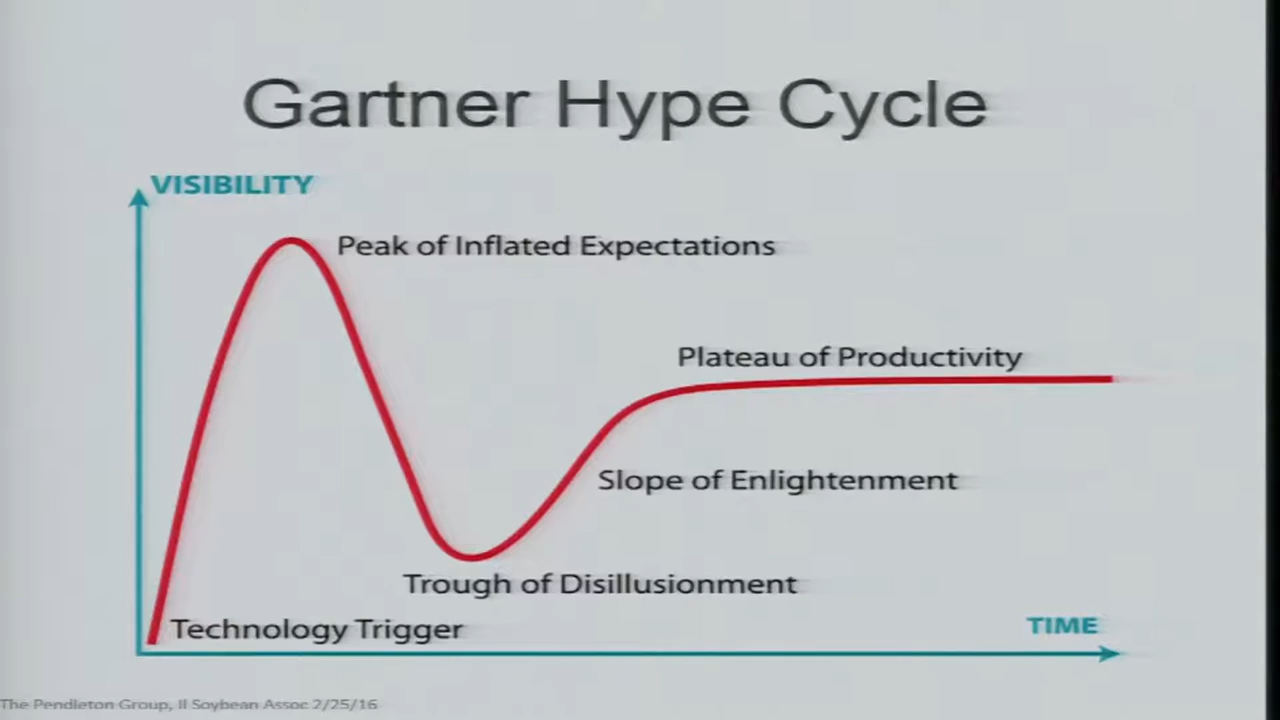 Gartner Hype Cycle
VISIBILITY
Peak of Inflated Expectations
Plateau of Productivity
Slope of Enlightenment
Trough of Disillusionment
Technology Trigger
TIME
The Pendleton Group, Il Soybean Assoc 2/25/16